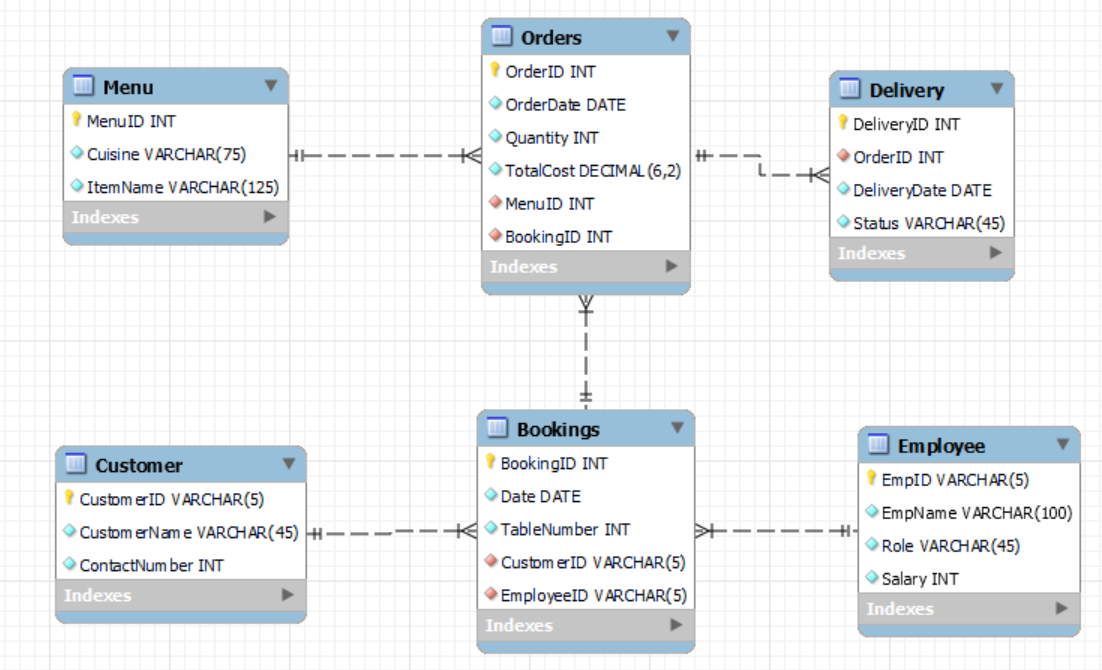 Orders
OrderID INT
OrderDate DATE
Quantity INT
TotalCost DECIMAL(6,2)
MenuID INT
BookingID INT
Indexes
Menu
MenuID INT
Cuisine VARCHAR(75)
ItemName VARCHAR(125)
Indexes
Delivery
DeliveryID INT
OrderID INT
DeliveryDate DATE
Status VARCHAR(45)
Indexes
Bookings
BookingID INT
Date DATE
TableNumber INT
CustomerID VARCHAR(5)
EmployeeID VARCHAR(5)
Indexes
Customer
CustomerID VARCHAR(5)
CustomerName VARCHAR(45)
ContactNumber INT
Indexes
Employee
EmpID VARCHAR(5)
EmpName VARCHAR(100)
Role VARCHAR(45)
Salary INT
Indexes